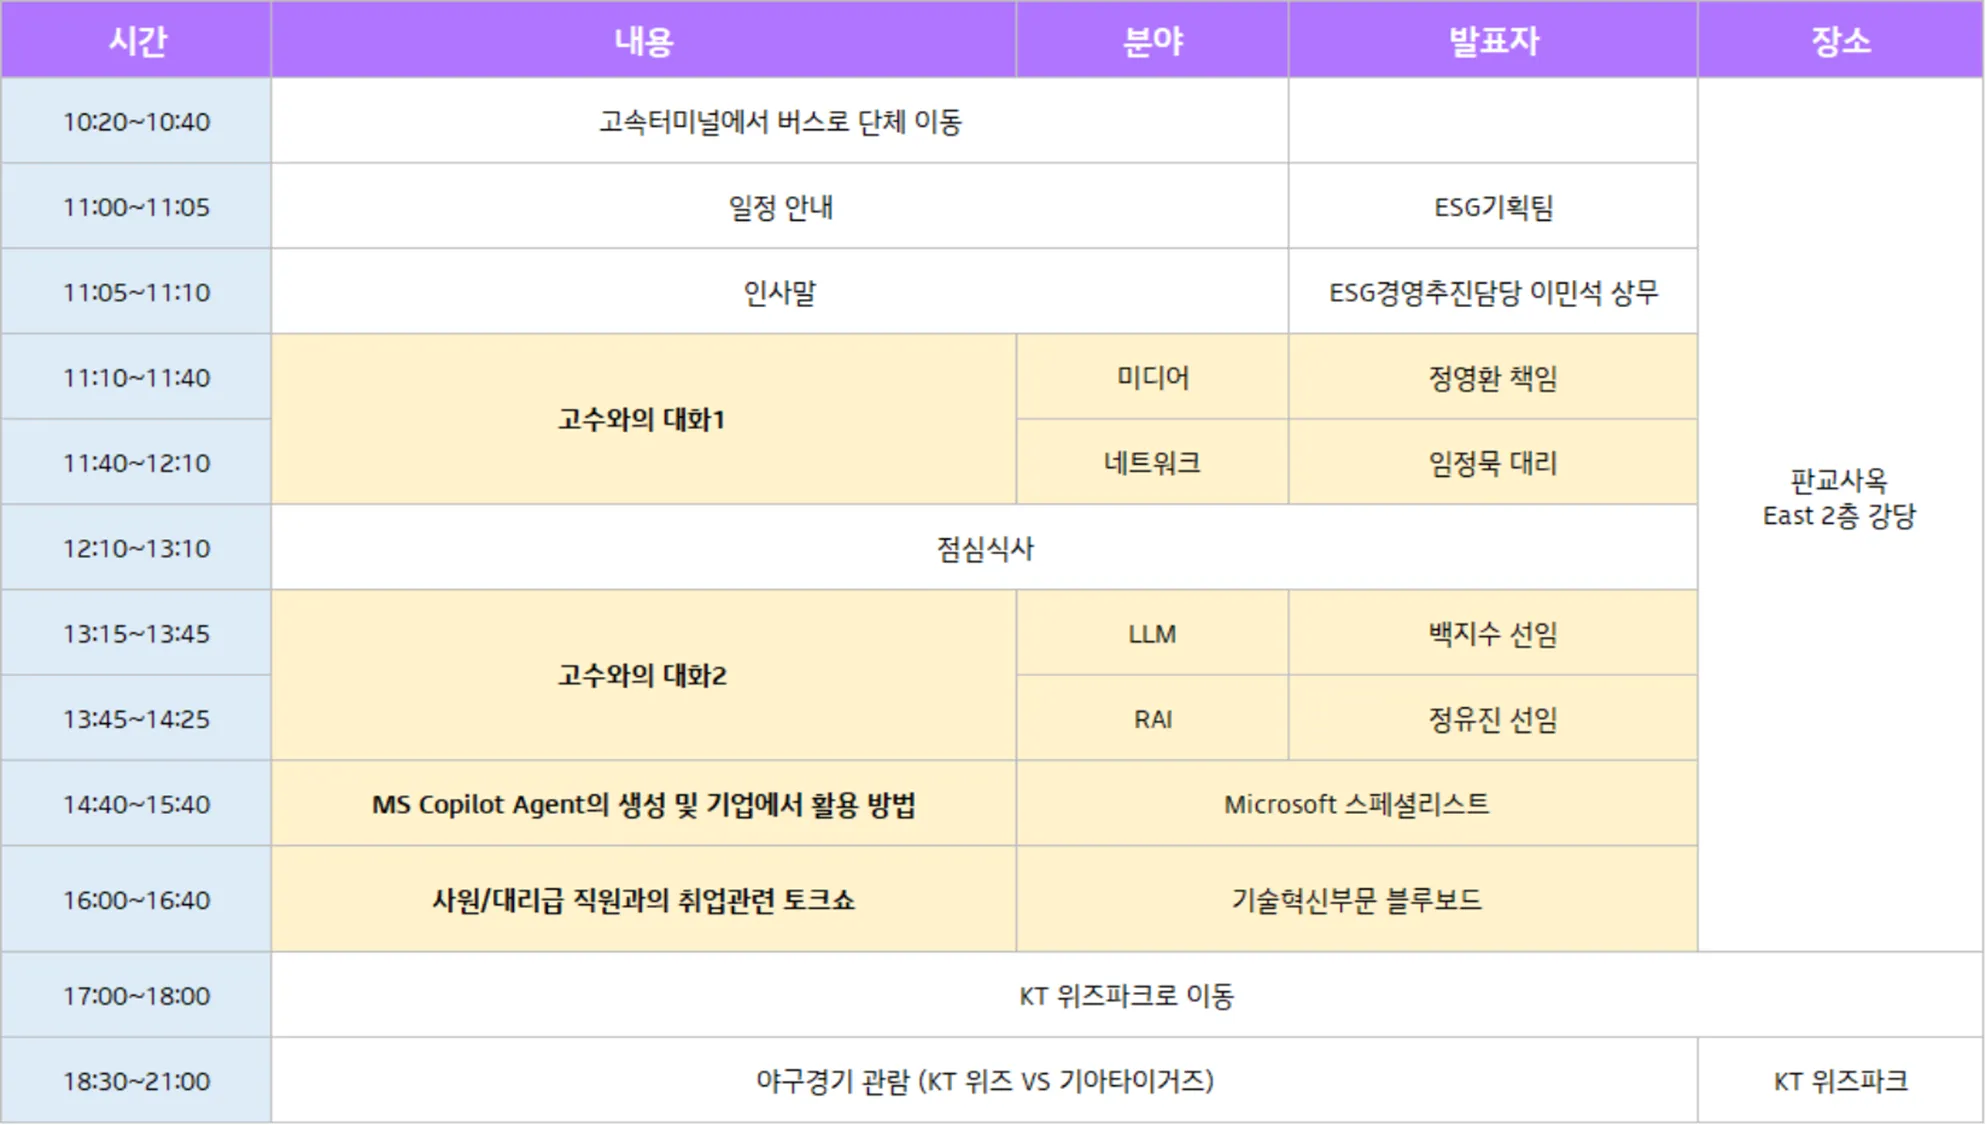 시간 내용 분야 발표자 장소
10:20~10:40 고속터미널에서 버스로 단체 이동
11:00~11:05 일정 안내 ESG기획팀
11:05~11:10 인사말 ESG경영추진담당 이민석 상무
고수와의 대화1
11:10~11:40 미디어 정영환 책임
11:40~12:10 네트워크 임정묵 대리
판교사옥
East 2층 강당
12:10~13:10 점심식사
고수와의 대화2
13:15~13:45 LLM 백지수 선임
13:45~14:25 RAI 정유진 선임
14:40~15:40 MS Copilot Agent의 생성 및 기업에서 활용 방법 Microsoft 스페셜리스트
16:00~16:40 사원/대리급 직원과의 취업관련 토크쇼 기술혁신부문 블루보드
17:00~18:00 KT 위즈파크로 이동
18:30~21:00 야구경기 관람 (KT 위즈 VS 기아타이거즈) KT 위즈파크